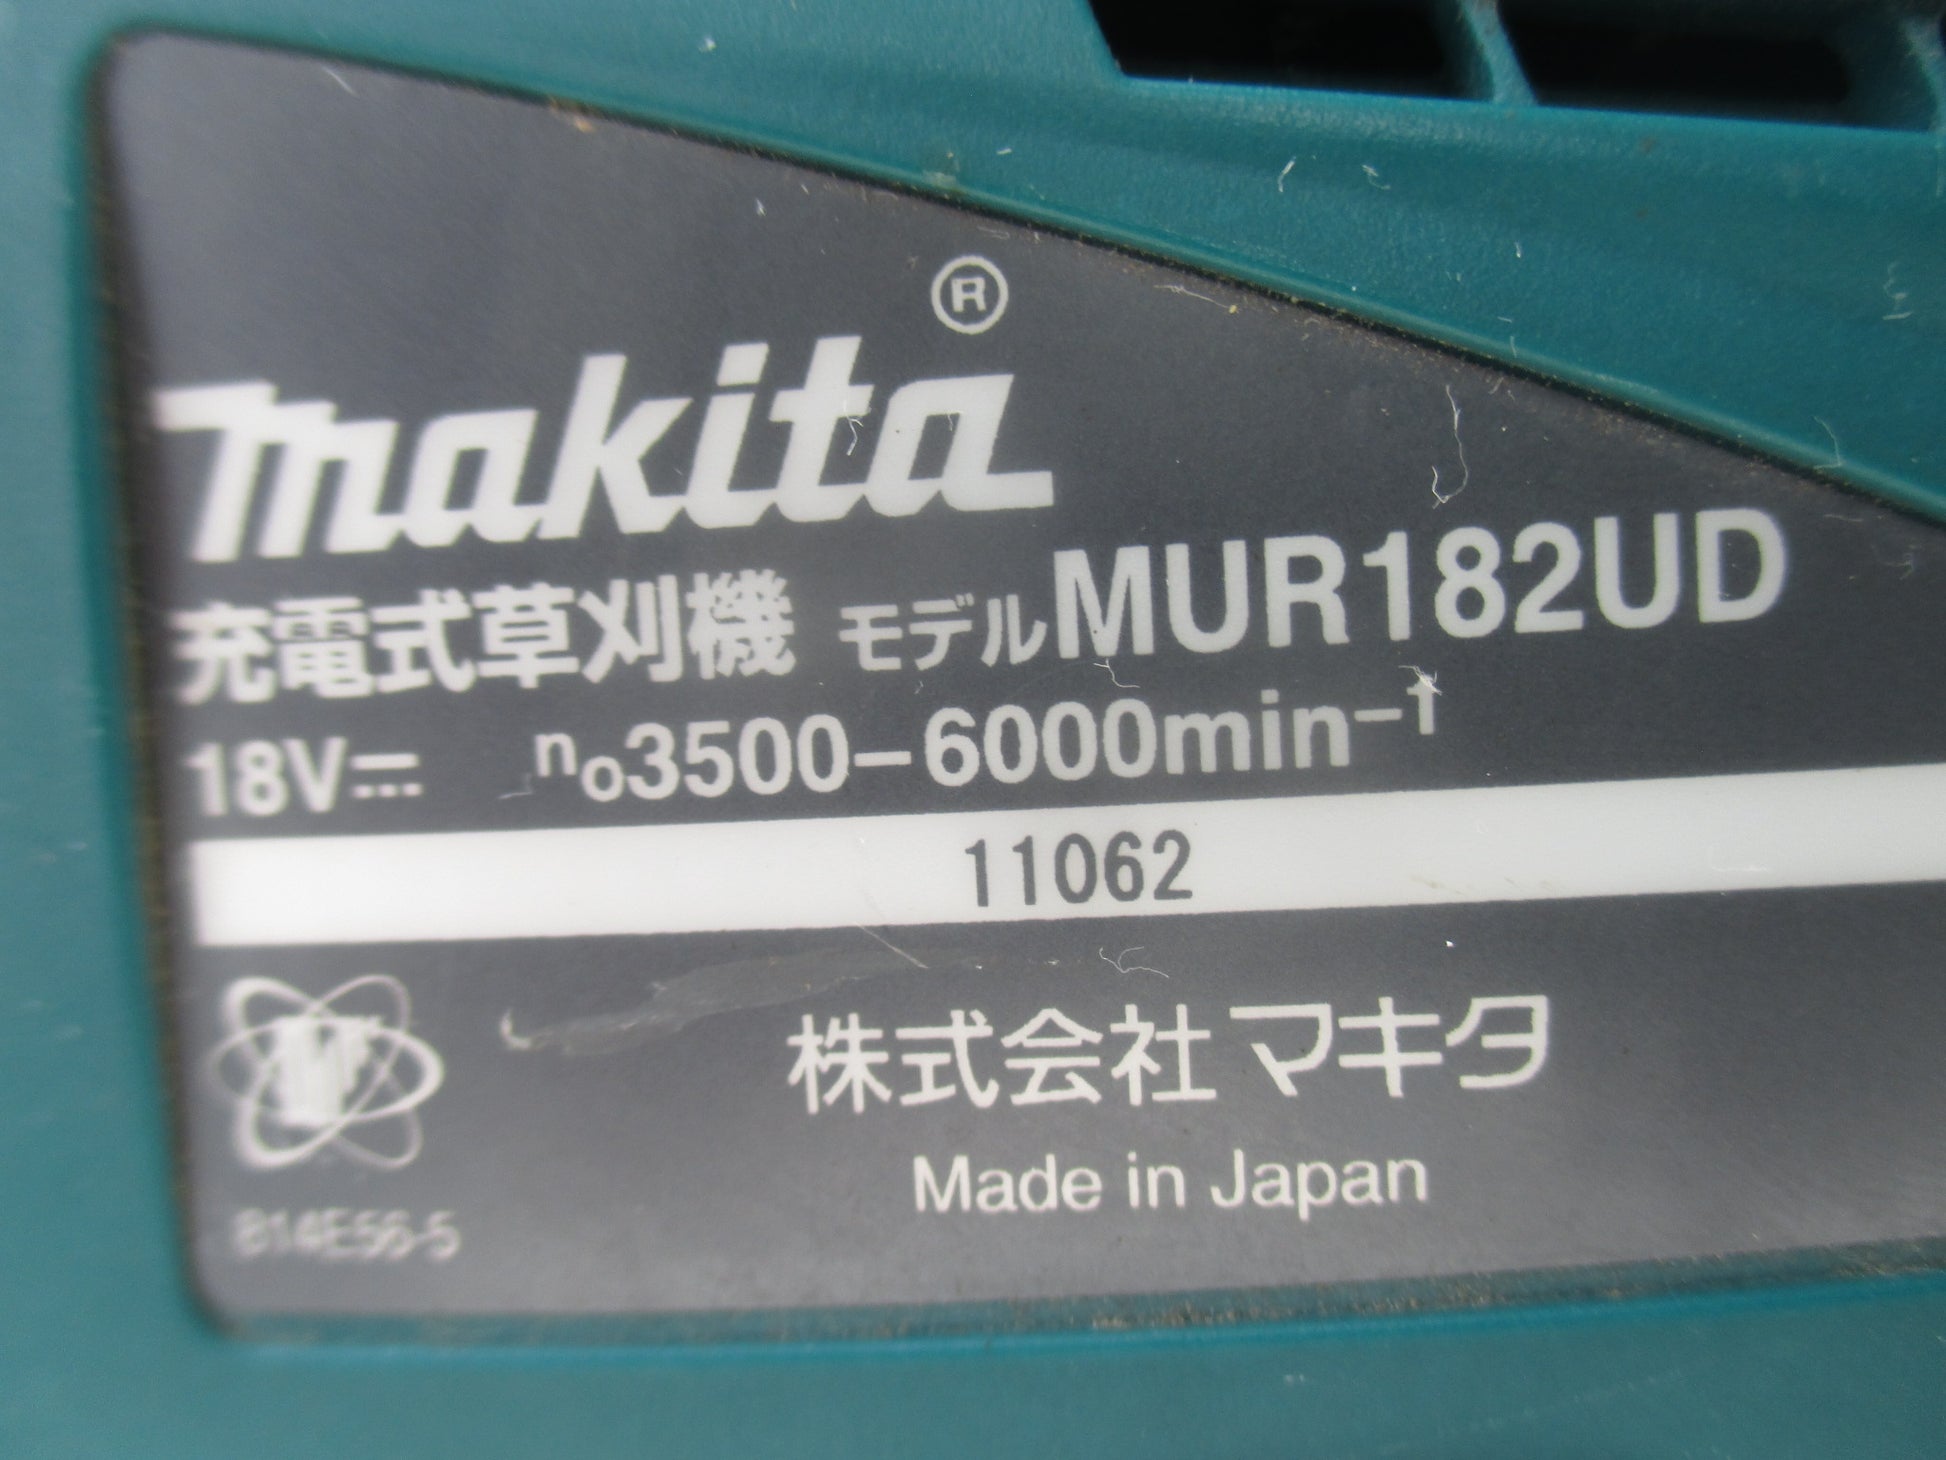 makita®
充電式草刈機 モデルMUR182UD
18V⎓ no3500-6000min⁻¹
11062
株式会社マキタ
Made in Japan
814E56-5